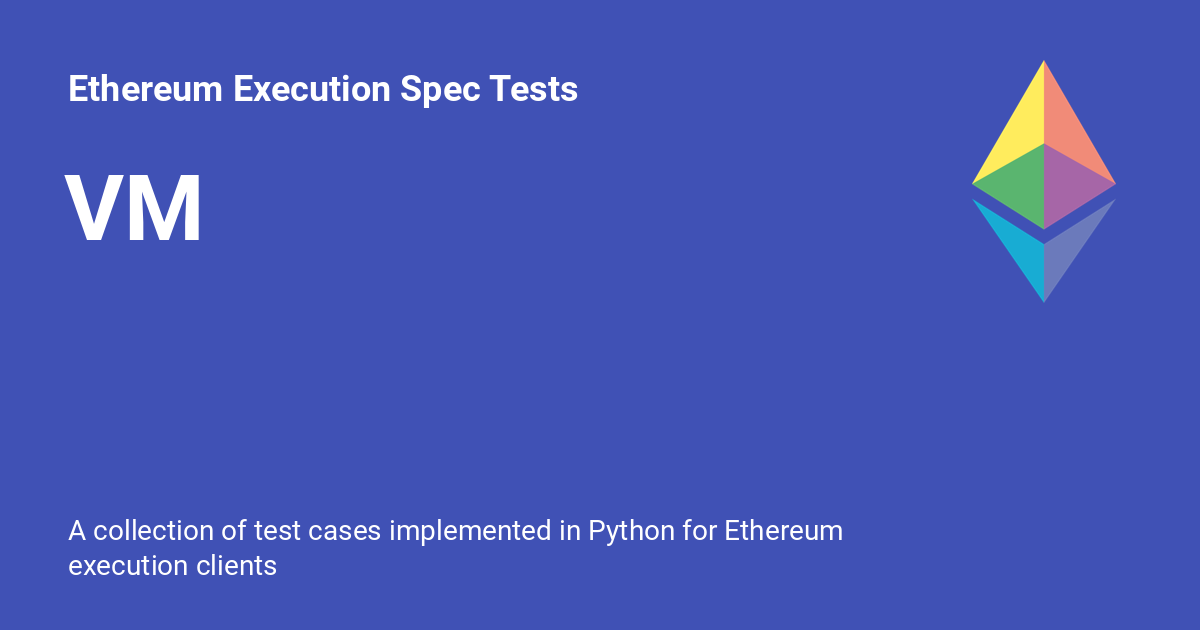 Ethereum Execution Spec Tests
VM
A collection of test cases implemented in Python for Ethereum
execution clients